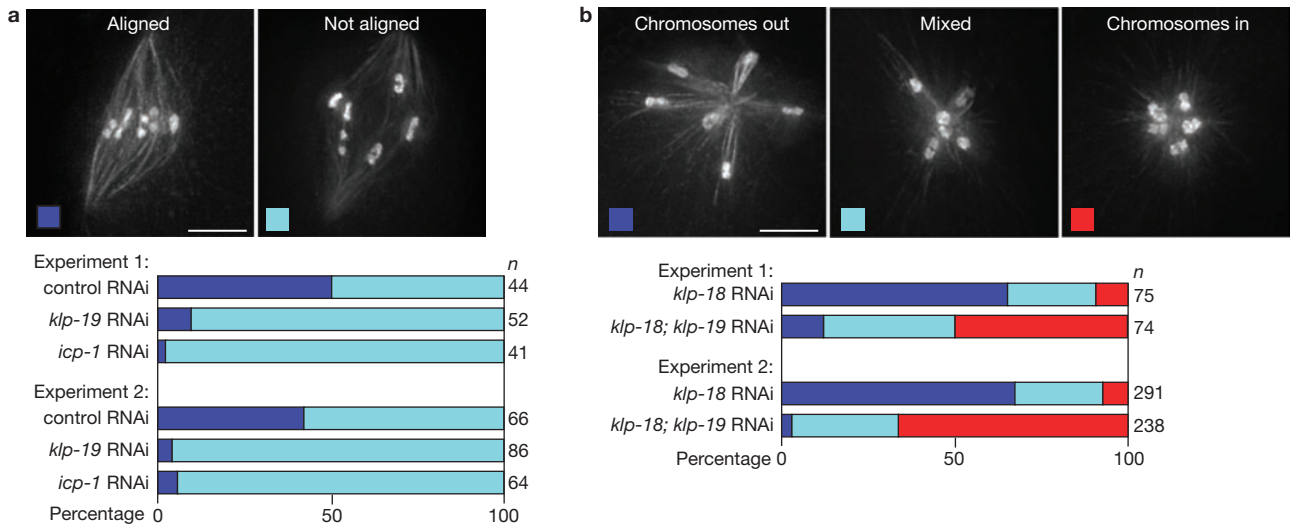 a
Aligned
Not aligned
Experiment 1:
n
control RNAi
44
klp-19 RNAi
52
icp-1 RNAi
41
Experiment 2:
control RNAi
66
klp-19 RNAi
86
icp-1 RNAi
64
Percentage 0 50 100
b
Chromosomes out
Mixed
Chromosomes in
Experiment 1:
n
klp-18 RNAi
75
klp-18; klp-19 RNAi
74
Experiment 2:
klp-18 RNAi
291
klp-18; klp-19 RNAi
238
Percentage 0 50 100